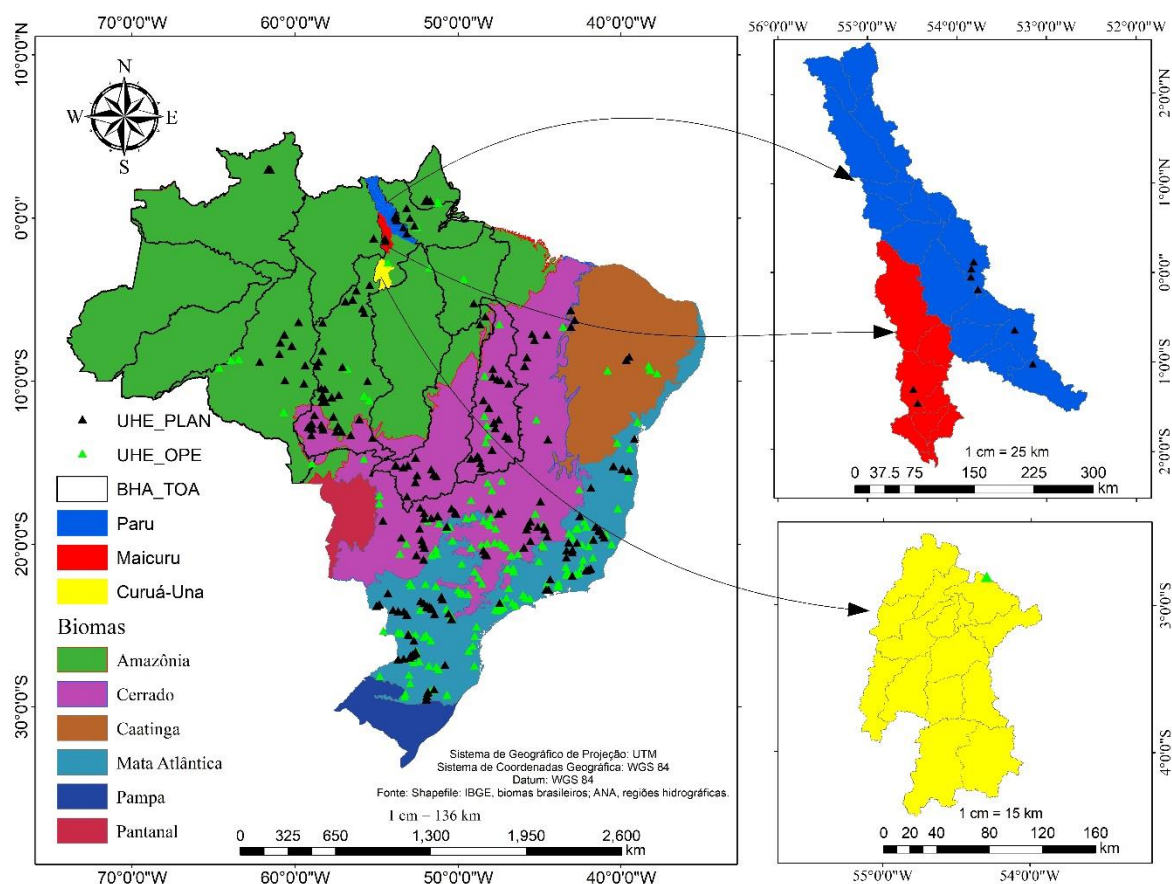 70°0'0"W 60°0'0"W 50°0'0"W 40°0'0"W
10°0'0"N
0°0'0"
10°0'0"S
20°0'0"S
30°0'0"S
N
W E
S
UHE_PLAN
UHE_OPE
BHA_TOA
Paru
Maicuru
Curuá-Una
Biomas
Amazônia
Cerrado
Caatinga
Mata Atlântica
Pampa
Pantanal
Sistema de Geográfico de Projeção: UTM
Sistema de Coordenadas Geográfica: WGS 84
Datum: WGS 84
Fonte: Shapefile: IBGE, biomas brasileiros; ANA, regiões hidrográficas.
1 cm = 136 km
0 325 650 1,300 1,950 2,600
km
70°0'0"W 60°0'0"W 50°0'0"W 40°0'0"W
56°0'0"W 55°0'0"W 54°0'0"W 53°0'0"W 52°0'0"W
2°0'0"N
1°0'0"N
0°0'0"
1°0'0"S
2°0'0"S
1 cm = 25 km
0 37.5 75 150 225 300
km
3°0'0"S
4°0'0"S
1 cm = 15 km
0 20 40 80 120 160
km
55°0'0"W 54°0'0"W